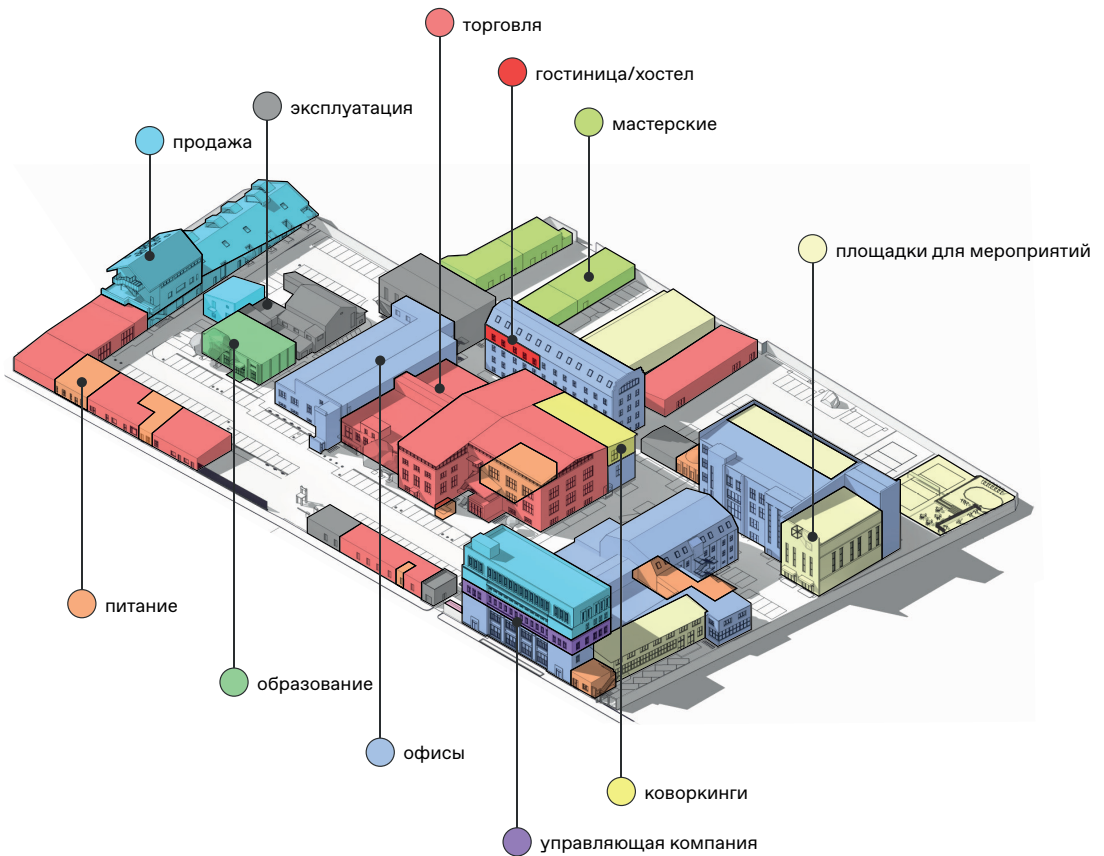 торговля
гостиница/хостел
эксплуатация
мастерские
продажа
площадки для мероприятий
питание
образование
офисы
коворкинги
управляющая компания